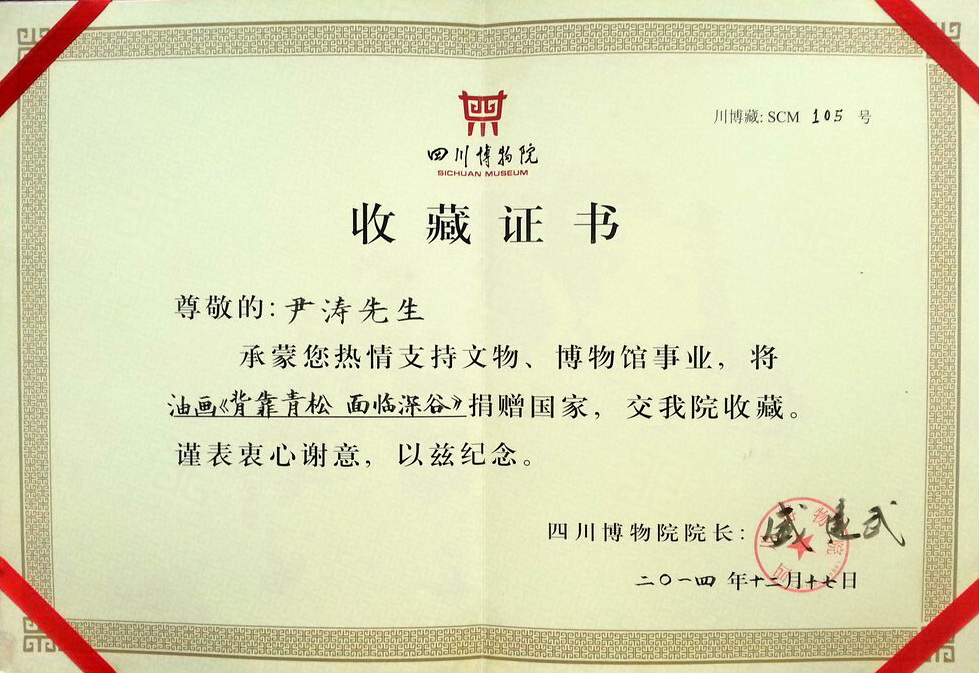 川博藏: SCM 105 号
四川博物院
SICHUAN MUSEUM
收藏证书
尊敬的: 尹涛先生
承蒙您热情支持文物、博物馆事业，将
油画《背靠青松 面临深谷》捐赠国家，交我院收藏。
谨表衷心谢意，以兹纪念。
四川博物院院长: 盛建武
二〇一四年十二月十七日